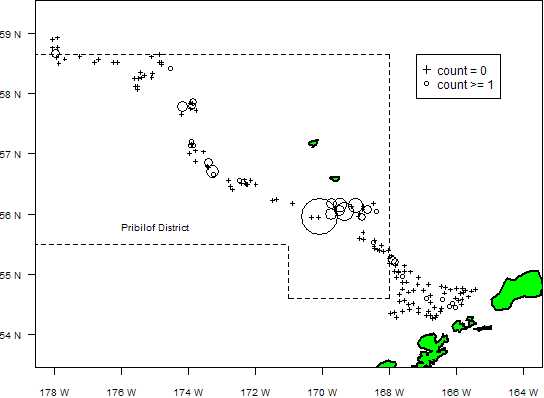 59 N
58 N
57 N
56 N
55 N
54 N
count = 0
count >= 1
Pribilof District
178 W
176 W
174 W
172 W
170 W
168 W
166 W
164 W